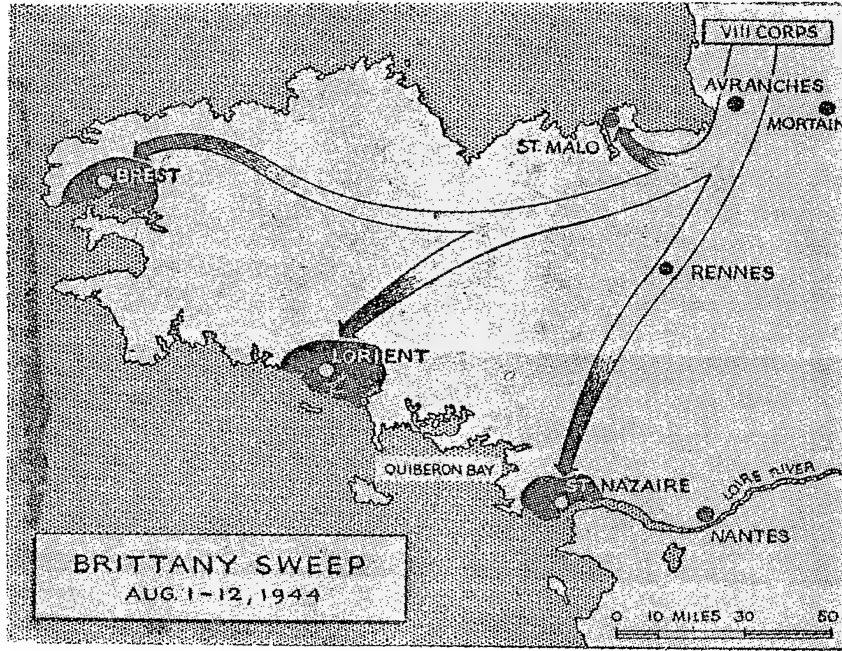 VIII CORPS
AVRANCHES
MORTAIN
ST. MALO
BREST
RENNES
LORIENT
QUIBERON BAY
ST. NAZAIRE
LOIRE RIVER
NANTES
BRITTANY SWEEP
AUG. 1-12, 1944
0 10 MILES 30 50